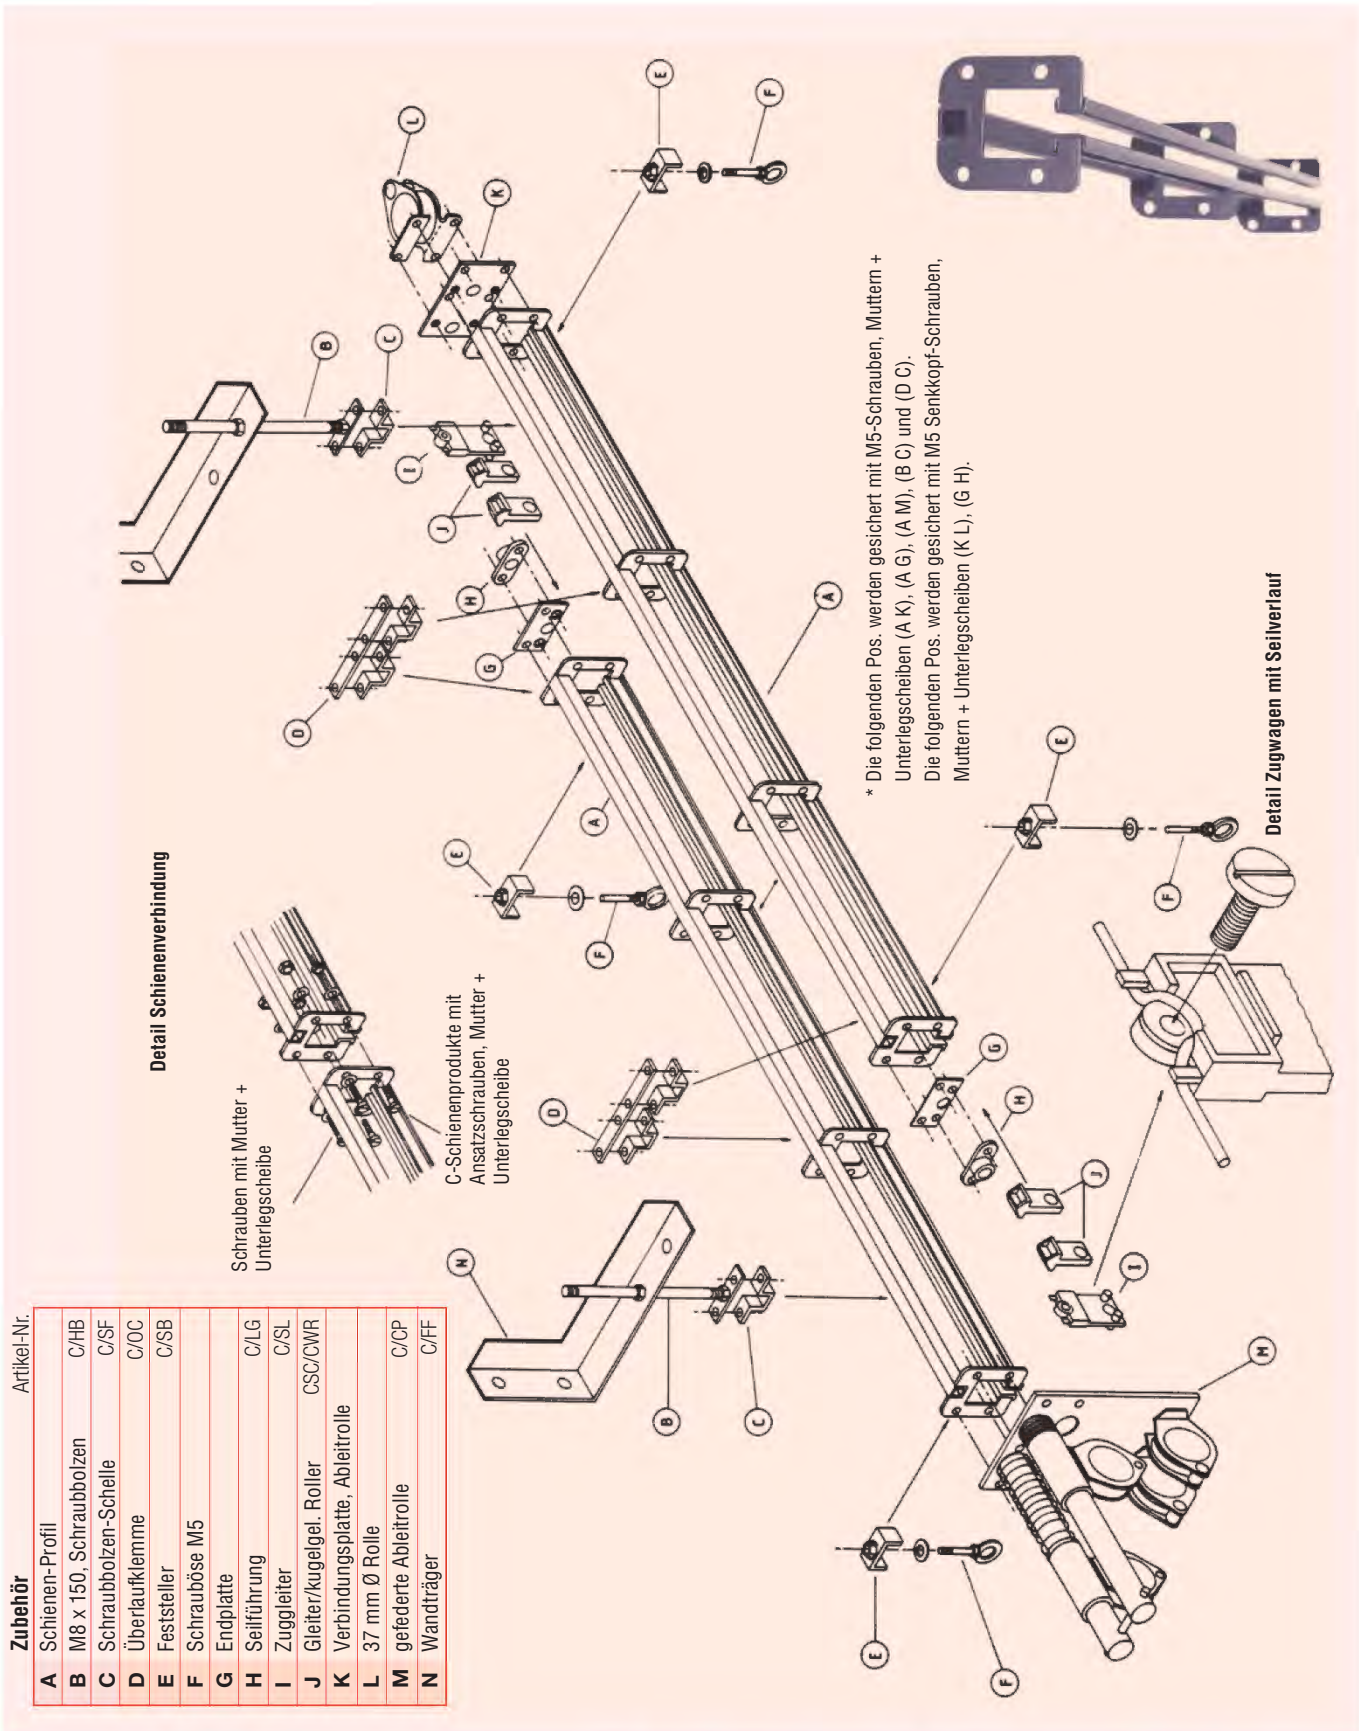 Zubehör Artikel-Nr.
A Schienen-Profil
B M8 x 150, Schraubbolzen C/HB
C Schraubbolzen-Schelle C/SF
D Überlaufklemme C/OC
E Feststeller C/SB
F Schrauböse M5
G Endplatte
H Seilführung C/LG
I Zuggleiter C/SL
J Gleiter/kugelgel. Roller CSC/CWR
K Verbindungsplatte, Ableitrolle
L 37 mm Ø Rolle
M gefederte Ableitrolle C/CP
N Wandträger C/FF
Detail Schienenverbindung
Schrauben mit Mutter +
Unterlegscheibe
C-Schienenprodukte mit
Ansatzschrauben, Mutter +
Unterlegscheibe
N
B
C
D
E
F
A
D
G
H
J
I
B
C
L
K
E
F
A
E
F
G
H
J
I
M
E
F
* Die folgenden Pos. werden gesichert mit M5-Schrauben, Muttern +
Unterlegscheiben (A K), (A G), (A M), (B C) und (D C).
Die folgenden Pos. werden gesichert mit M5 Senkkopf-Schrauben,
Muttern + Unterlegscheiben (K L), (G H).
Detail Zugwagen mit Seilverlauf